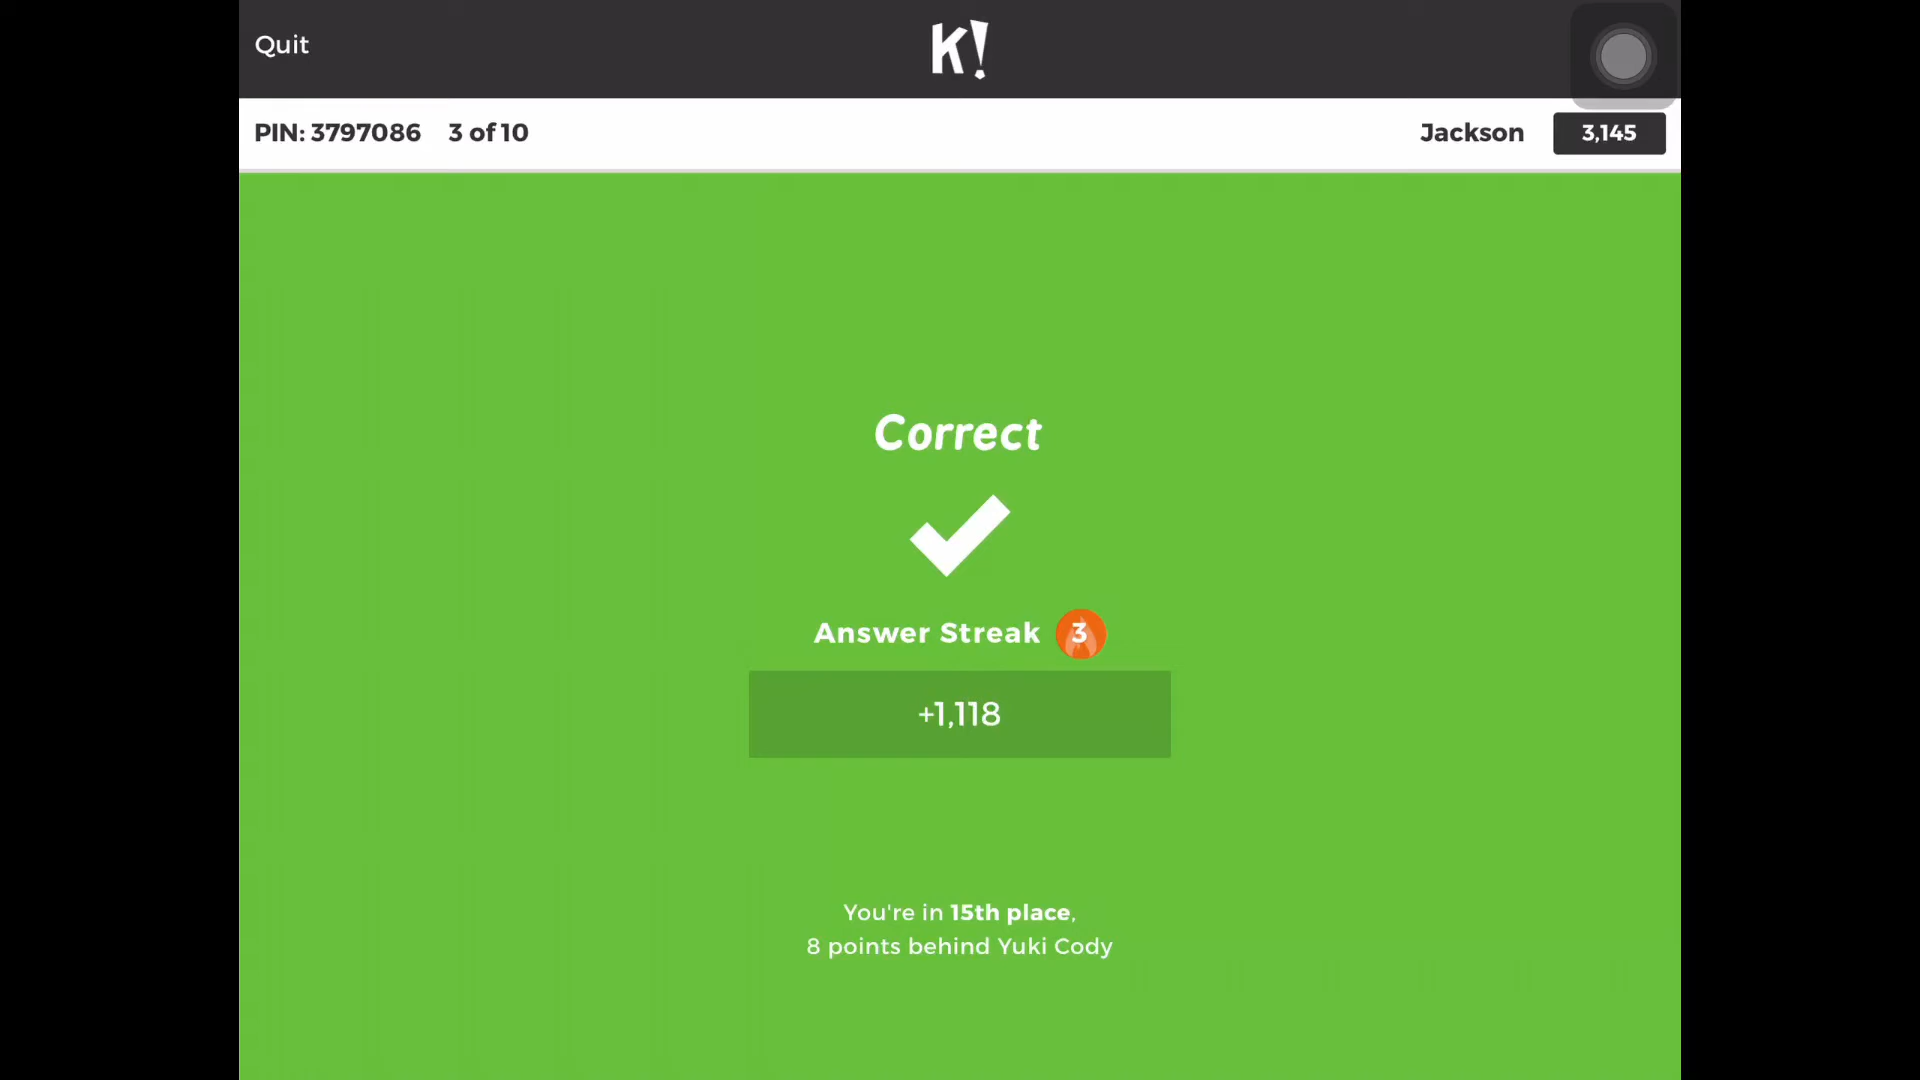 Quit
K!
PIN: 3797086 3 of 10
Jackson 3,145
Correct
Answer Streak 3
+1,118
You're in 15th place,
8 points behind Yuki Cody